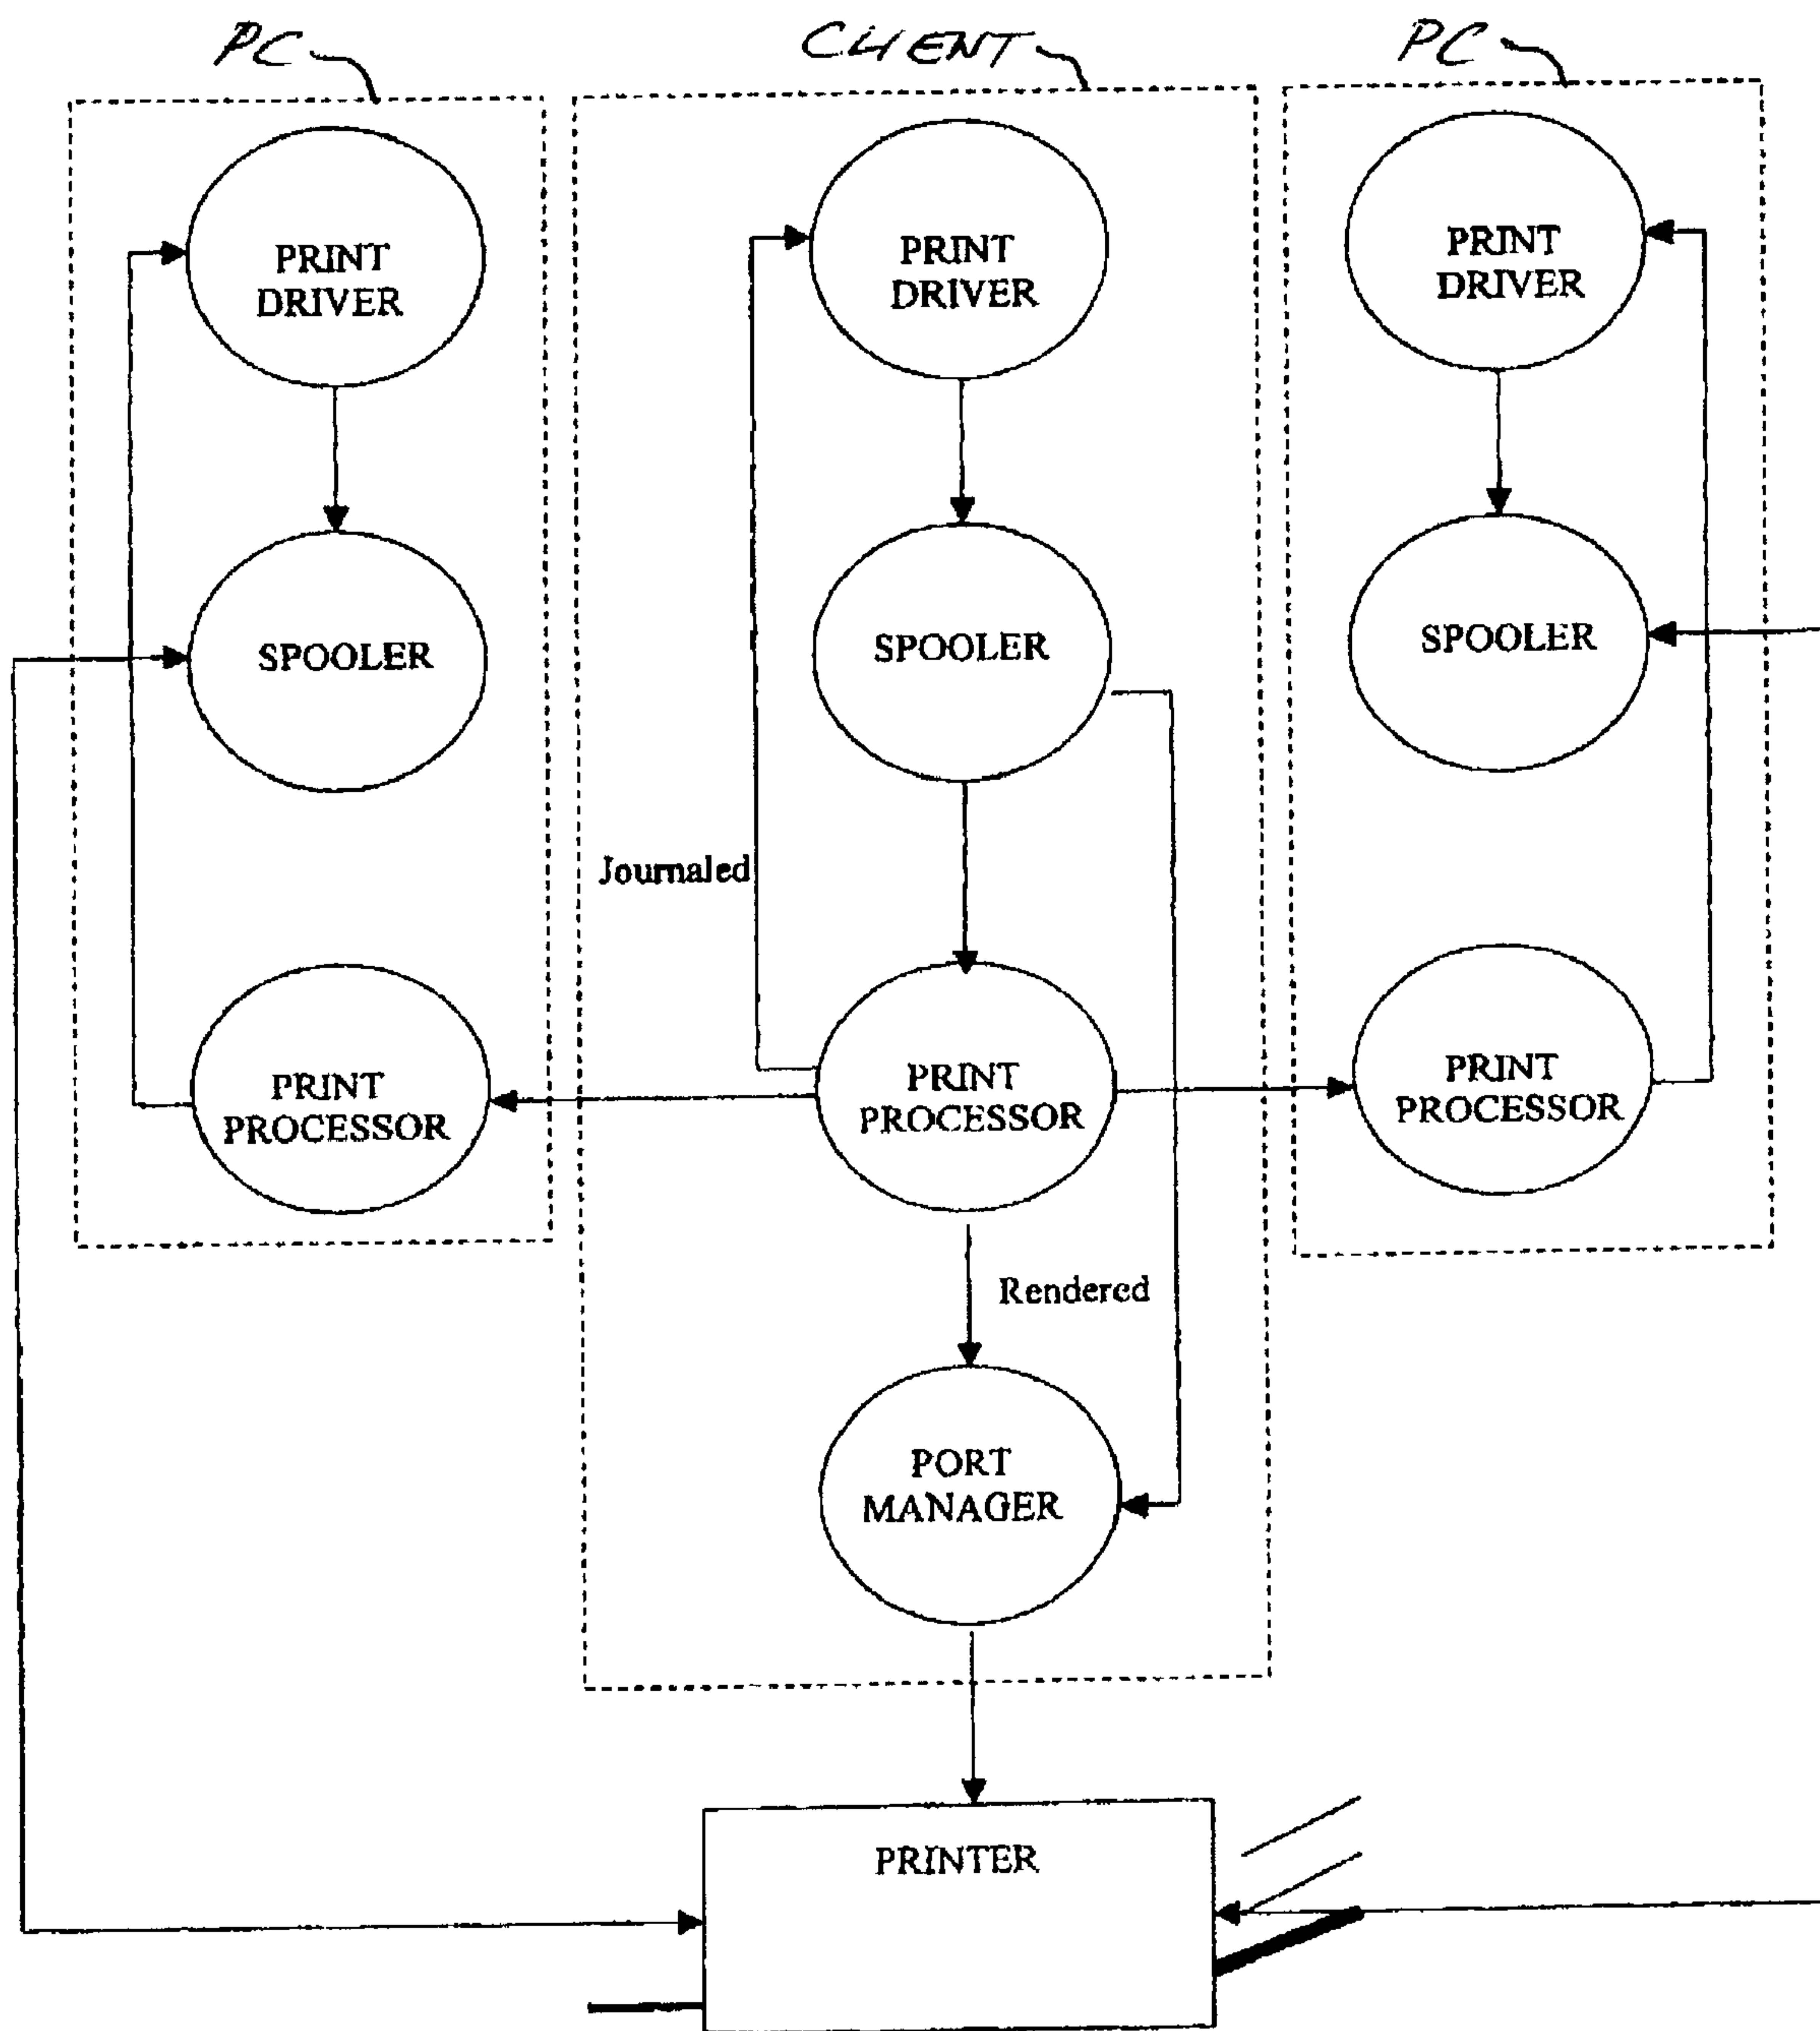 PC
CLIENT
PC
PRINT
DRIVER
PRINT
DRIVER
PRINT
DRIVER
SPOOLER
SPOOLER
SPOOLER
Journaled
PRINT
PROCESSOR
PRINT
PROCESSOR
PRINT
PROCESSOR
Rendered
PORT
MANAGER
PRINTER